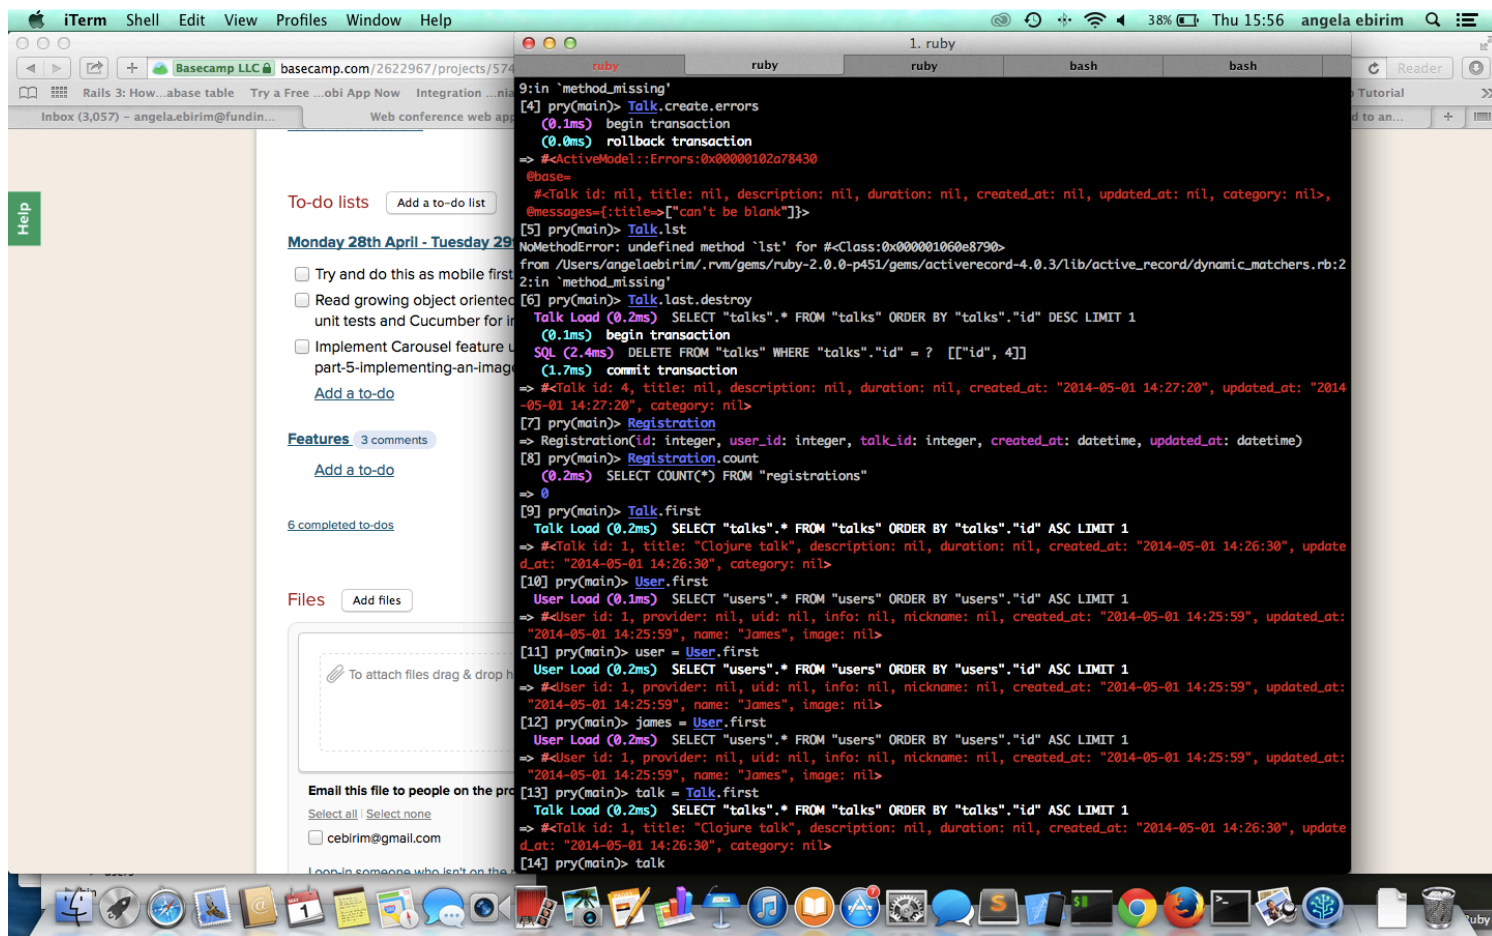 iTerm Shell Edit View Profiles Window Help 38% Thu 15:56 angela ebirim
1. ruby
Basecamp LLC basecamp.com/2622967/projects/574 Reader
ruby ruby ruby bash bash
Rails 3: How...abase table Try a Free ...obi App Now Integration ...nia Tutorial
Inbox (3,057) – angela.ebirim@fundin... Web conference web app d to an...
Help
To-do lists Add a to-do list
Monday 28th April - Tuesday 29
Try and do this as mobile first
Read growing object oriented
unit tests and Cucumber for
Implement Carousel feature
part-5-implementing-an-image
Add a to-do
Features 3 comments
Add a to-do
6 completed to-dos
Files Add files
To attach files drag & drop
Email this file to people on the pro
Select all Select none
cebirim@gmail.com
Loop-in someone who isn't on the
users
bin
9:in `method_missing'
[4] pry(main)> Talk.create.errors
(0.1ms) begin transaction
(0.0ms) rollback transaction
=> #<ActiveModel::Errors:0x00000102a78430
@base=
#<Talk id: nil, title: nil, description: nil, duration: nil, created_at: nil, updated_at: nil, category: nil>,
@messages={:title=>["can't be blank"]}>
[5] pry(main)> Talk.lst
NoMethodError: undefined method `lst' for #<Class:0x000001060e8790>
from /Users/angelaebirim/.rvm/gems/ruby-2.0.0-p451/gems/activerecord-4.0.3/lib/active_record/dynamic_matchers.rb:2
2:in `method_missing'
[6] pry(main)> Talk.last.destroy
Talk Load (0.2ms) SELECT "talks".* FROM "talks" ORDER BY "talks"."id" DESC LIMIT 1
(0.1ms) begin transaction
SQL (2.4ms) DELETE FROM "talks" WHERE "talks"."id" = ? [["id", 4]]
(1.7ms) commit transaction
=> #<Talk id: 4, title: nil, description: nil, duration: nil, created_at: "2014-05-01 14:27:20", updated_at: "2014
-05-01 14:27:20", category: nil>
[7] pry(main)> Registration
=> Registration(id: integer, user_id: integer, talk_id: integer, created_at: datetime, updated_at: datetime)
[8] pry(main)> Registration.count
(0.2ms) SELECT COUNT(*) FROM "registrations"
=> 0
[9] pry(main)> Talk.first
Talk Load (0.2ms) SELECT "talks".* FROM "talks" ORDER BY "talks"."id" ASC LIMIT 1
=> #<Talk id: 1, title: "Clojure talk", description: nil, duration: nil, created_at: "2014-05-01 14:26:30", update
d_at: "2014-05-01 14:26:30", category: nil>
[10] pry(main)> User.first
User Load (0.1ms) SELECT "users".* FROM "users" ORDER BY "users"."id" ASC LIMIT 1
=> #<User id: 1, provider: nil, uid: nil, info: nil, nickname: nil, created_at: "2014-05-01 14:25:59", updated_at:
"2014-05-01 14:25:59", name: "James", image: nil>
[11] pry(main)> user = User.first
User Load (0.2ms) SELECT "users".* FROM "users" ORDER BY "users"."id" ASC LIMIT 1
=> #<User id: 1, provider: nil, uid: nil, info: nil, nickname: nil, created_at: "2014-05-01 14:25:59", updated_at:
"2014-05-01 14:25:59", name: "James", image: nil>
[12] pry(main)> james = User.first
User Load (0.2ms) SELECT "users".* FROM "users" ORDER BY "users"."id" ASC LIMIT 1
=> #<User id: 1, provider: nil, uid: nil, info: nil, nickname: nil, created_at: "2014-05-01 14:25:59", updated_at:
"2014-05-01 14:25:59", name: "James", image: nil>
[13] pry(main)> talk = Talk.first
Talk Load (0.2ms) SELECT "talks".* FROM "talks" ORDER BY "talks"."id" ASC LIMIT 1
=> #<Talk id: 1, title: "Clojure talk", description: nil, duration: nil, created_at: "2014-05-01 14:26:30", update
d_at: "2014-05-01 14:26:30", category: nil>
[14] pry(main)> talk